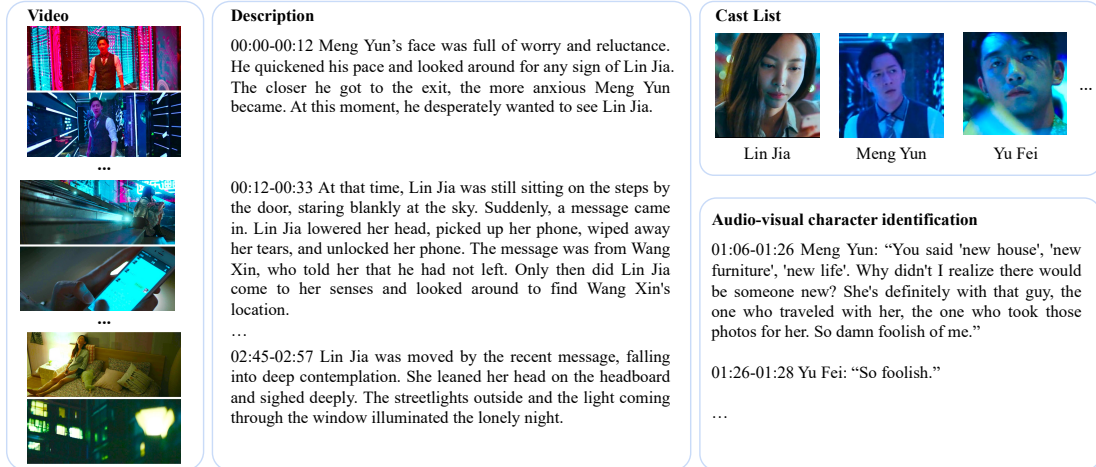 Video
...
...
Description
00:00-00:12 Meng Yun’s face was full of worry and reluctance.
He quickened his pace and looked around for any sign of Lin Jia.
The closer he got to the exit, the more anxious Meng Yun
became. At this moment, he desperately wanted to see Lin Jia.
00:12-00:33 At that time, Lin Jia was still sitting on the steps by
the door, staring blankly at the sky. Suddenly, a message came
in. Lin Jia lowered her head, picked up her phone, wiped away
her tears, and unlocked her phone. The message was from Wang
Xin, who told her that he had not left. Only then did Lin Jia
come to her senses and looked around to find Wang Xin's
location.
…
02:45-02:57 Lin Jia was moved by the recent message, falling
into deep contemplation. She leaned her head on the headboard
and sighed deeply. The streetlights outside and the light coming
through the window illuminated the lonely night.
Cast List
...
Lin Jia
Meng Yun
Yu Fei
Audio-visual character identification
01:06-01:26 Meng Yun: “You said 'new house', 'new
furniture', 'new life'. Why didn't I realize there would
be someone new? She's definitely with that guy, the
one who traveled with her, the one who took those
photos for her. So damn foolish of me.”
01:26-01:28 Yu Fei: “So foolish.”
…